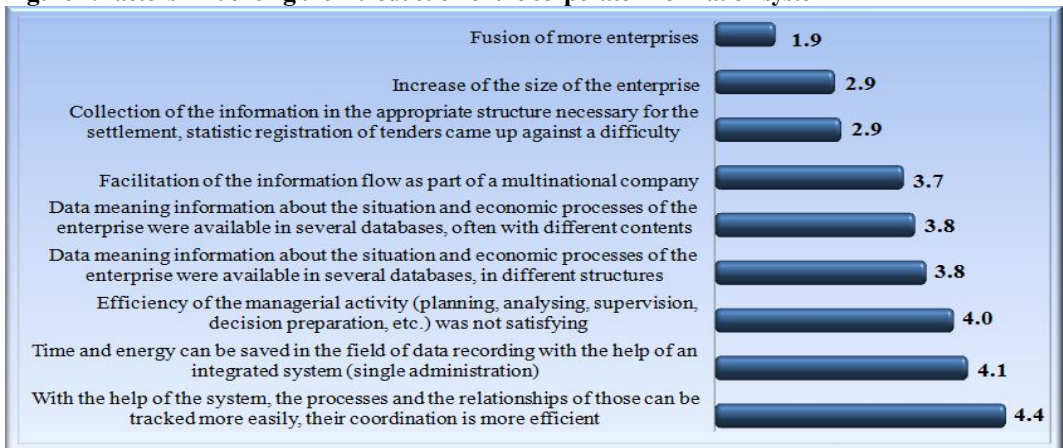 Fusion of more enterprises
1.9
Increase of the size of the enterprise
2.9
Collection of the information in the appropriate structure necessary for the
settlement, statistic registration of tenders came up against a difficulty
2.9
Facilitation of the information flow as part of a multinational company
3.7
Data meaning information about the situation and economic processes of the
enterprise were available in several databases, often with different contents
3.8
Data meaning information about the situation and economic processes of the
enterprise were available in several databases, in different structures
3.8
Efficiency of the managerial activity (planning, analysing, supervision,
decision preparation, etc.) was not satisfying
4.0
Time and energy can be saved in the field of data recording with the help of an
integrated system (single administration)
4.1
With the help of the system, the processes and the relationships of those can be
tracked more easily, their coordination is more efficient
4.4